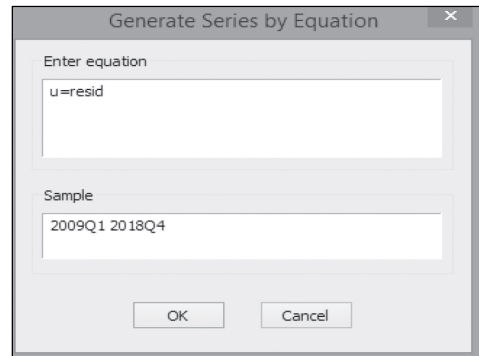 Generate Series by Equation
Enter equation
u=resid
Sample
2009Q1 2018Q4
OK
Cancel